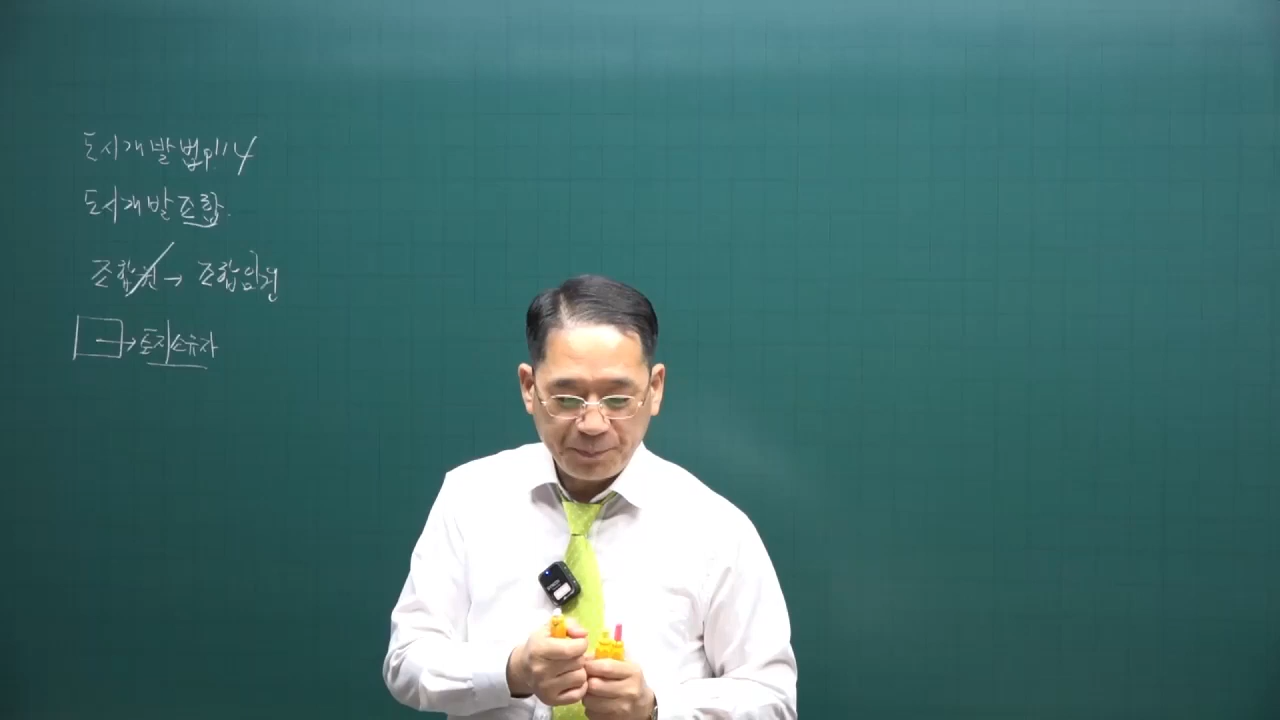 도시개발법 p114
도시개발조합.
조합원 → 조합임원
→ 토지소유자